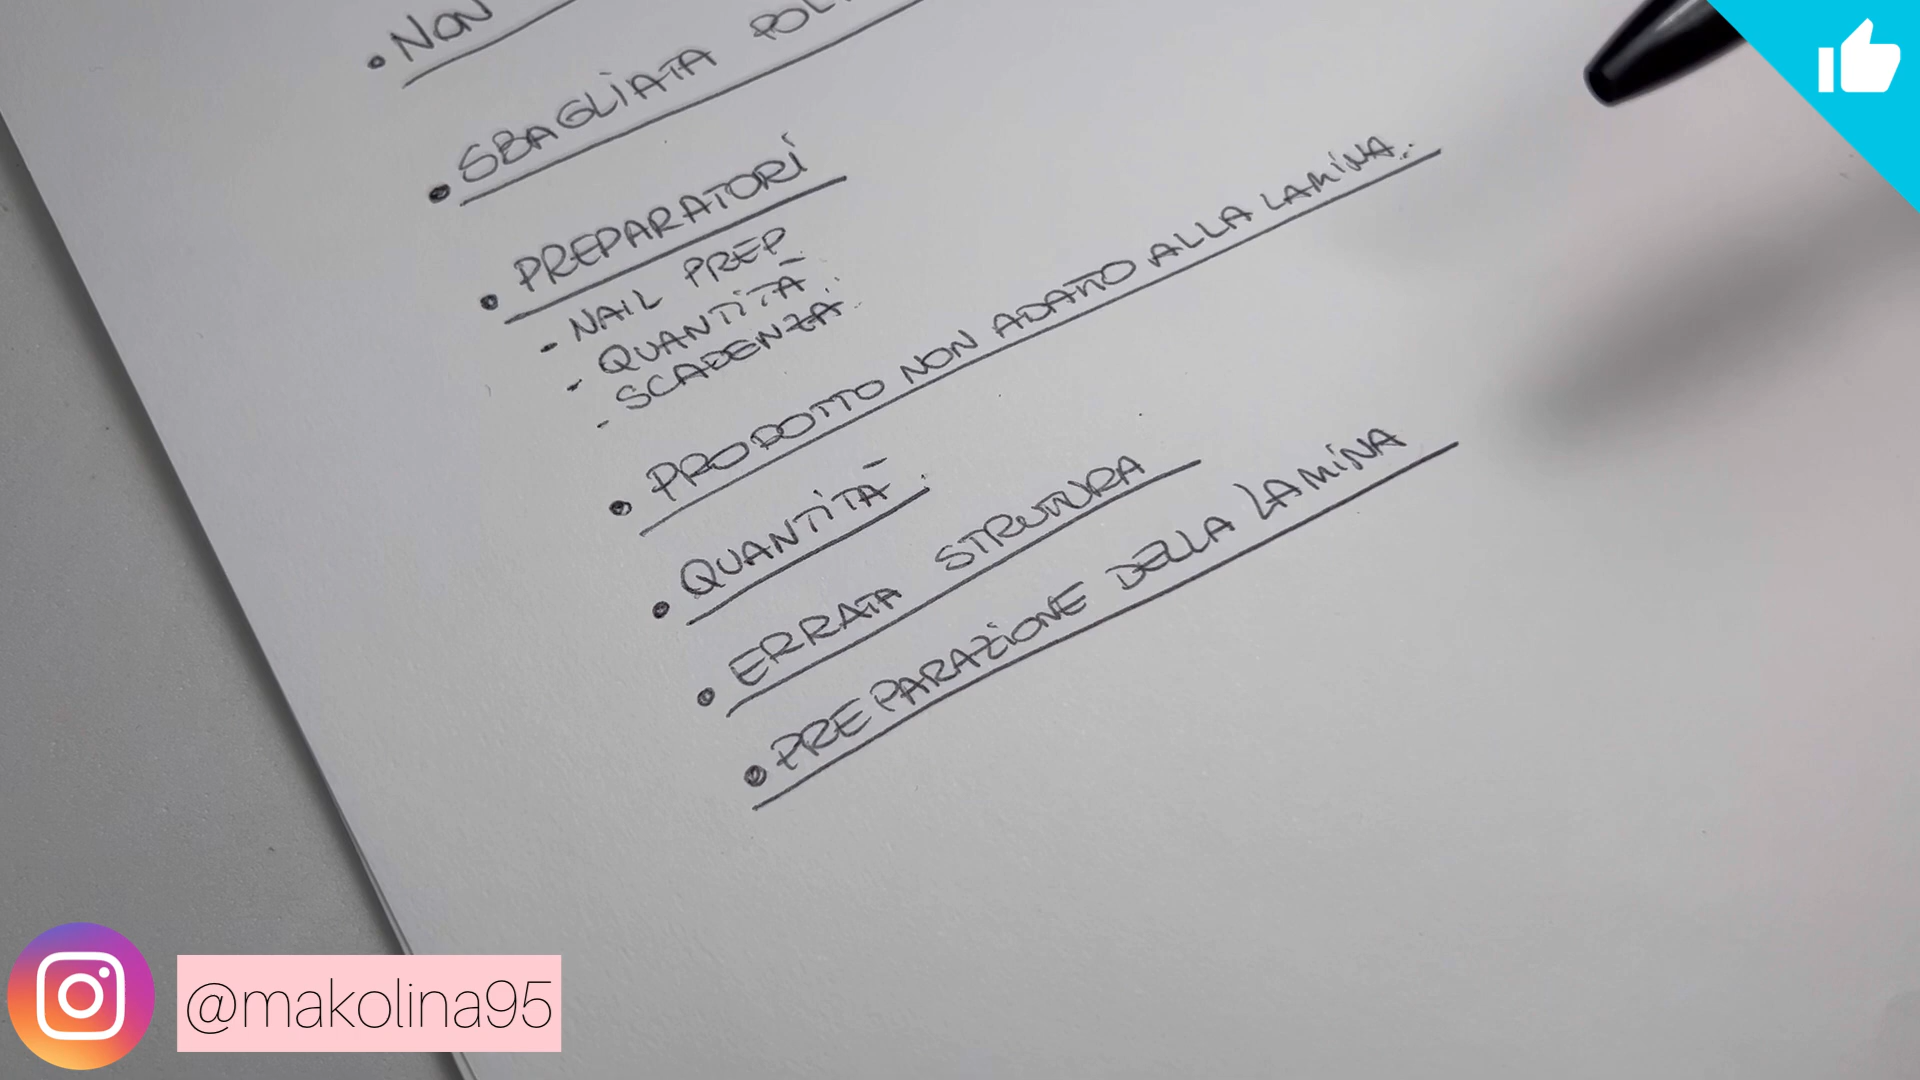 • NON
• SBAGLIATA
• PREPARATORI
- NAIL PREP
- QUANTITÀ
- SCADENZA
• PRODOTTO NON ADATTO ALLA LAMINA
• QUANTITÀ
• ERRATA STRUTTURA
• PREPARAZIONE DELLA LAMINA
@makolina95